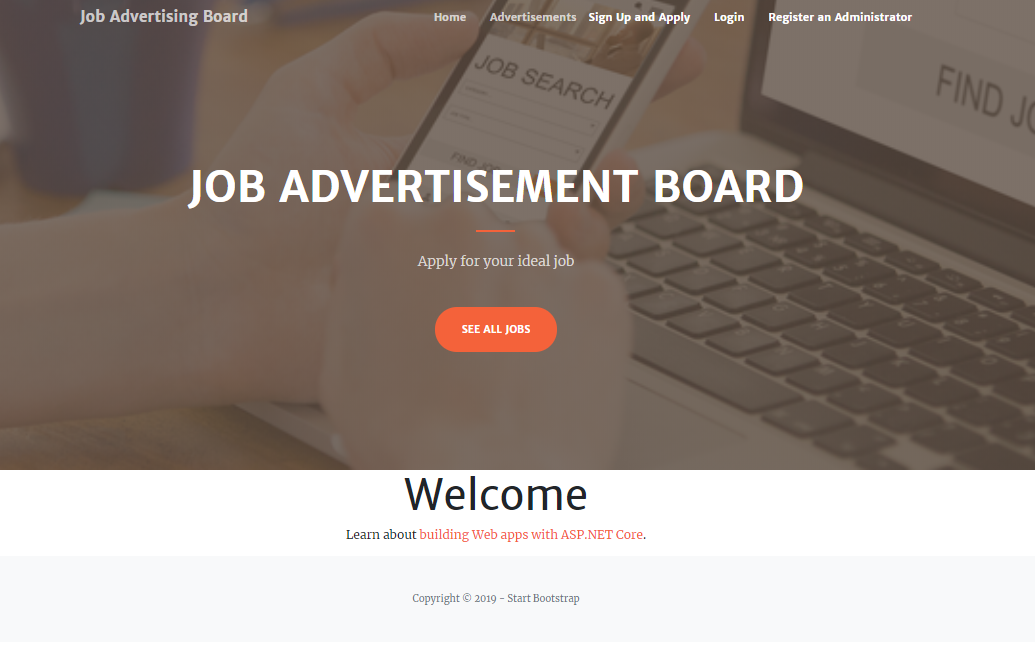 Job Advertising Board
Home Advertisements Sign Up and Apply Login Register an Administrator
JOB SEARCH
FIND JO
FIND JO
JOB ADVERTISEMENT BOARD
Apply for your ideal job
SEE ALL JOBS
Welcome
Learn about building Web apps with ASP.NET Core.
Copyright © 2019 - Start Bootstrap